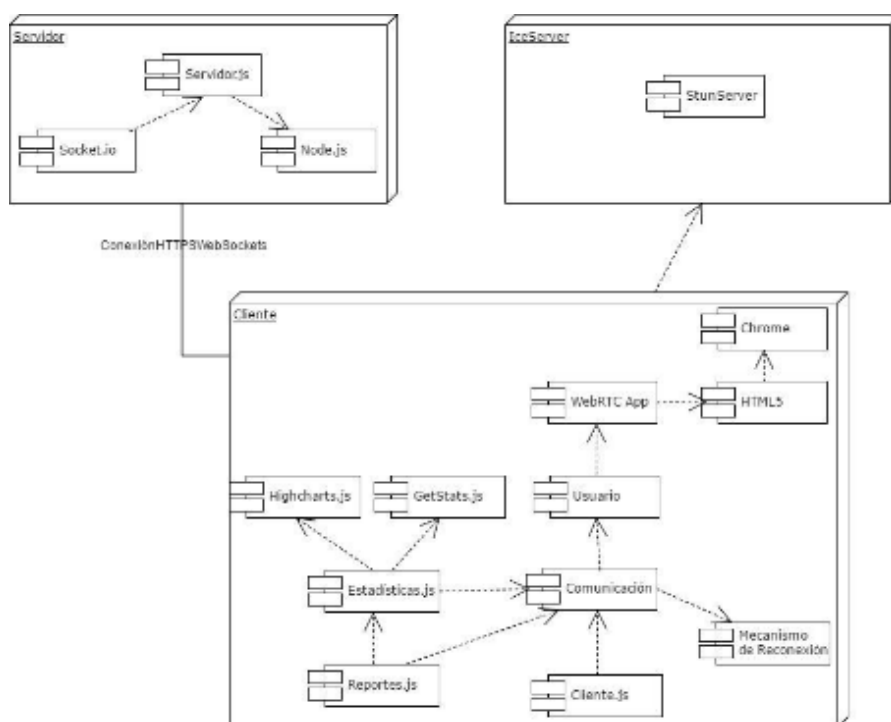 Servidor
Servidor.js
Socket.io
Node.js
IceServer
StunServer
ConexiónHTTPSWebSockets
Cliente
Chrome
WebRTC App
HTML5
Highcharts.js
GetStats.js
Usuario
Estadísticas.js
Comunicación
Mecanismo
de Reconexión
Reportes.js
Cliente.js